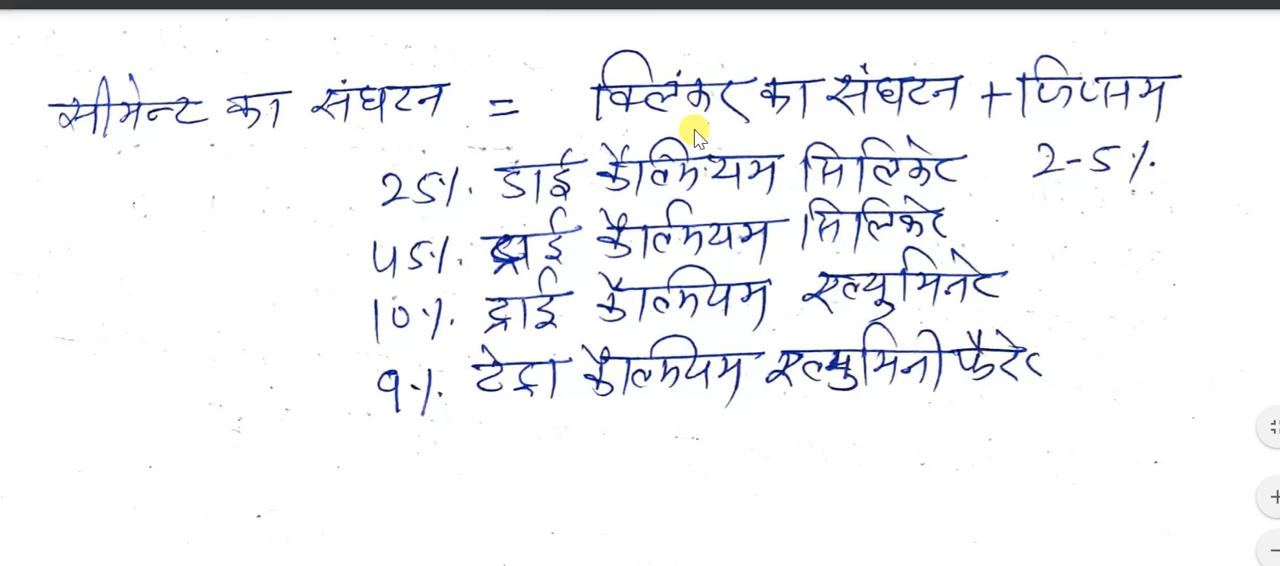 सीमेन्ट का संघटन = क्लिंकर का संघटन + जिप्सम
25%. डाई कैल्सियम सिलिकेट 2-5%.
45%. ट्राई कैल्सियम सिलिकेट
10%. ट्राई कैल्सियम एल्युमिनेट
9%. टेट्रा कैल्सियम एल्युमिनी फैरेट